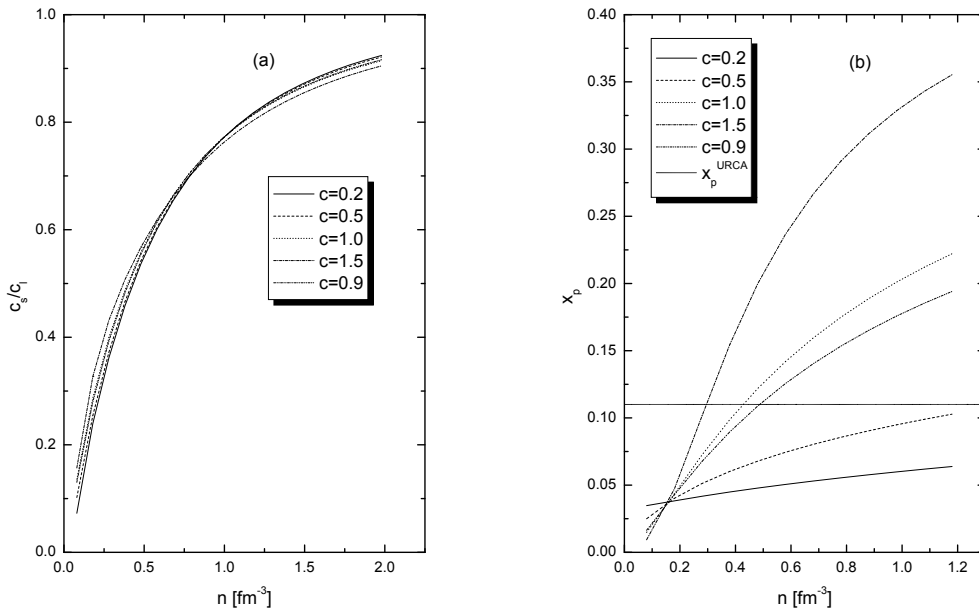 1.0
0.8
0.6
0.4
0.2
0.0
c_s/c_l
(a)
c=0.2
c=0.5
c=1.0
c=1.5
c=0.9
0.0 0.5 1.0 1.5 2.0
n [fm⁻³]
0.40
0.35
0.30
0.25
0.20
0.15
0.10
0.05
0.00
x_p
(b)
c=0.2
c=0.5
c=1.0
c=1.5
c=0.9
x_p^URCA
0.0 0.2 0.4 0.6 0.8 1.0 1.2
n [fm⁻³]